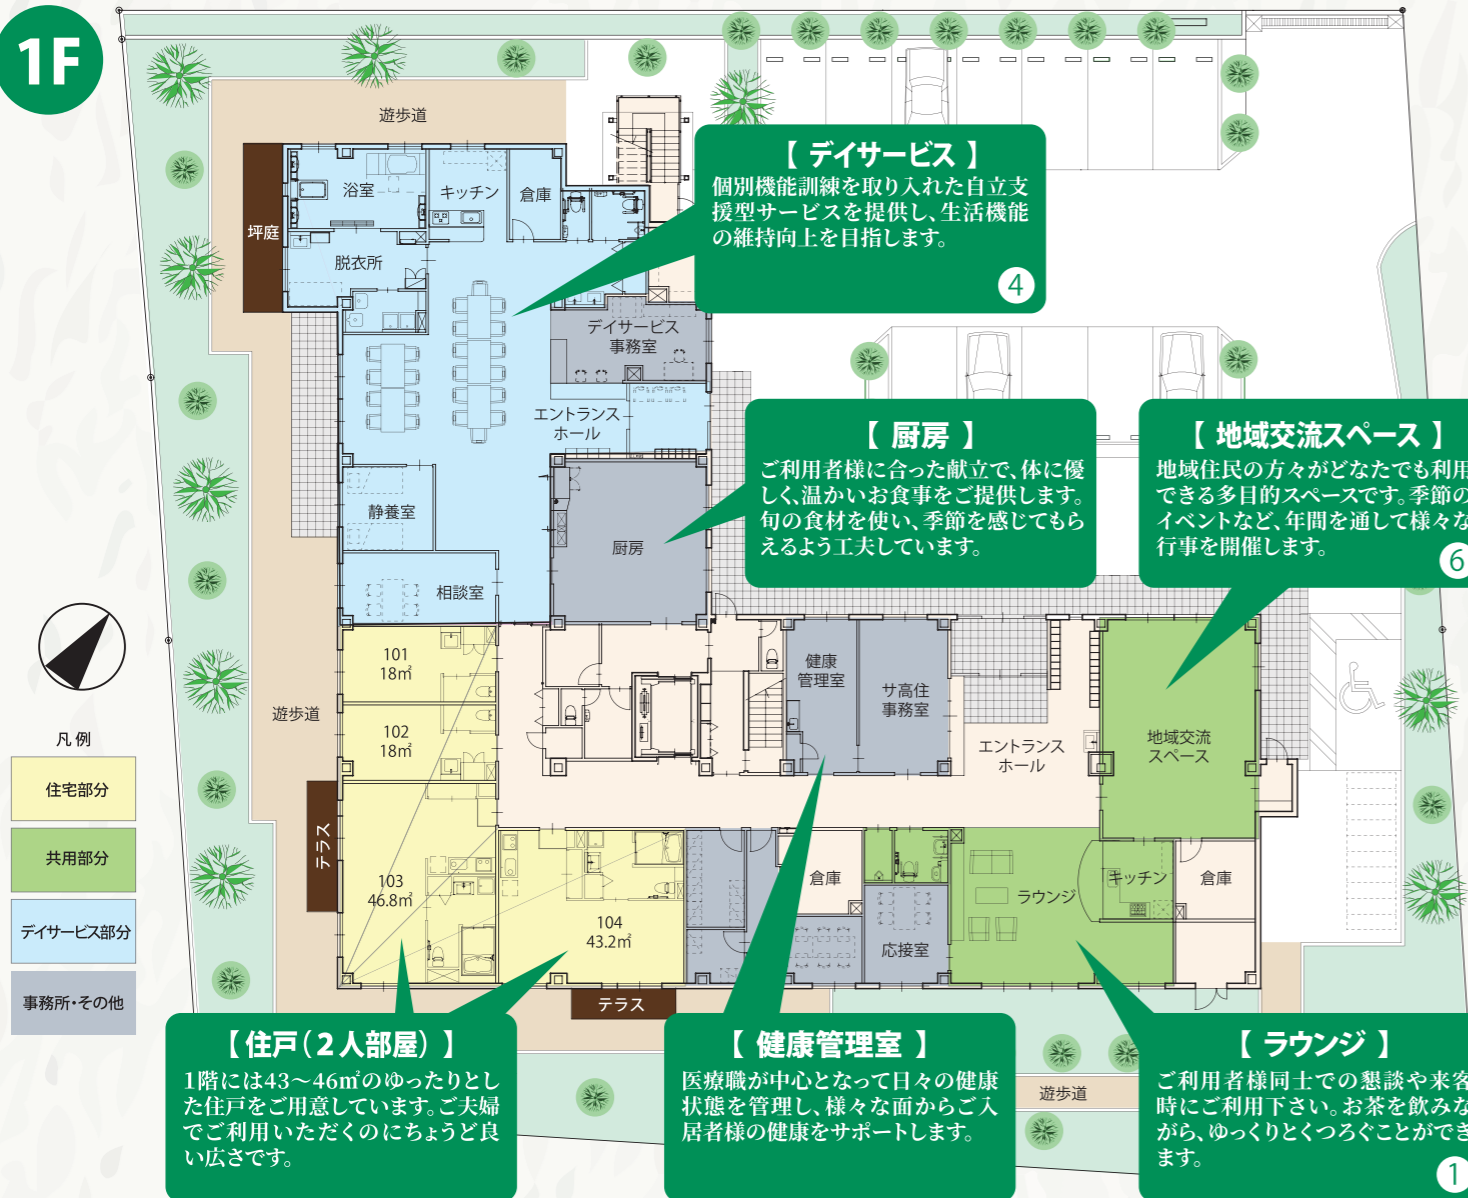 1F
遊歩道
浴室
キッチン
倉庫
坪庭
脱衣所
【 デイサービス 】
個別機能訓練を取り入れた自立支
援型サービスを提供し、生活機能
の維持向上を目指します。
4
デイサービス
事務室
エントランス
ホール
静養室
厨房
相談室
【 厨房 】
ご利用者様に合った献立で、体に優
しく、温かいお食事をご提供します。
旬の食材を使い、季節を感じてもら
えるよう工夫しています。
【 地域交流スペース 】
地域住民の方々がどなたでも利用
できる多目的スペースです。季節の
イベントなど、年間を通して様々な
行事を開催します。
6
101
18㎡
102
18㎡
遊歩道
健康
管理室
サ高住
事務室
エントランス
ホール
地域交流
スペース
凡 例
住宅部分
共用部分
デイサービス部分
事務所・その他
テラス
103
46.8㎡
104
43.2㎡
倉庫
応接室
ラウンジ
キッチン
倉庫
テラス
【 住戸（２人部屋） 】
1階には43〜46㎡のゆったりとし
た住戸をご用意しています。ご夫婦
でご利用いただくのにちょうど良
い広さです。
【 健康管理室 】
医療職が中心となって日々の健康
状態を管理し、様々な面からご入
居者様の健康をサポートします。
遊歩道
【 ラウンジ 】
ご利用者様同士での懇談や来客
時にご利用下さい。お茶を飲みな
がら、ゆっくりとくつろぐことができ
ます。
1